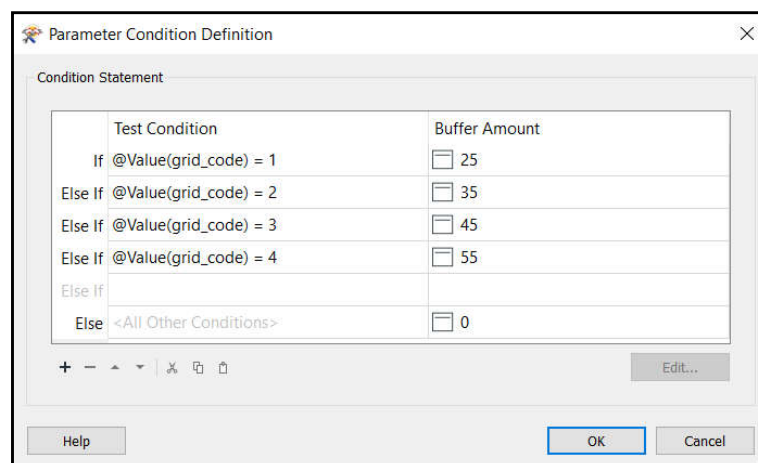 Parameter Condition Definition
Condition Statement
Test Condition Buffer Amount
If @Value(grid_code) = 1 25
Else If @Value(grid_code) = 2 35
Else If @Value(grid_code) = 3 45
Else If @Value(grid_code) = 4 55
Else If
Else <All Other Conditions> 0
Edit...
Help OK Cancel